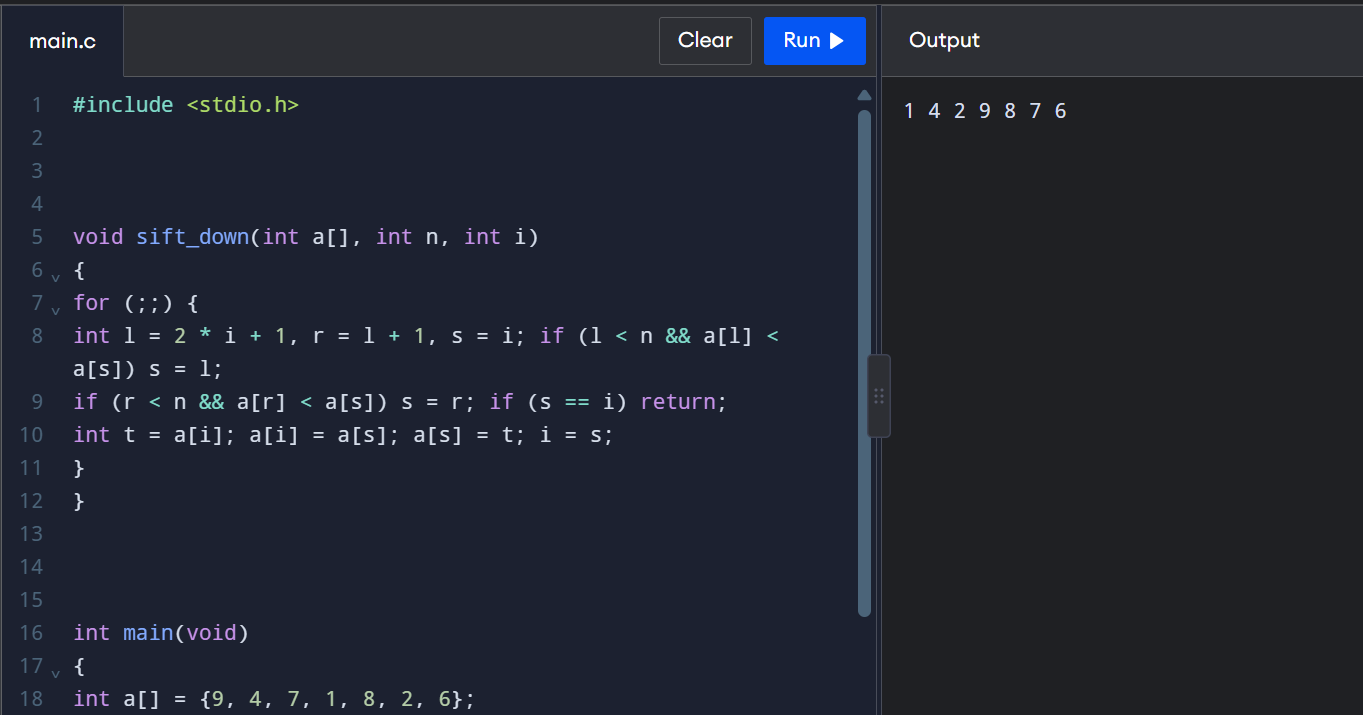 main.c
Clear
Run
Output
1 #include <stdio.h>
2
3
4
5 void sift_down(int a[], int n, int i)
6 {
7 for (;;) {
8 int l = 2 * i + 1, r = l + 1, s = i; if (l < n && a[l] <
a[s]) s = l;
9 if (r < n && a[r] < a[s]) s = r; if (s == i) return;
10 int t = a[i]; a[i] = a[s]; a[s] = t; i = s;
11 }
12 }
13
14
15
16 int main(void)
17 {
18 int a[] = {9, 4, 7, 1, 8, 2, 6};
1 4 2 9 8 7 6